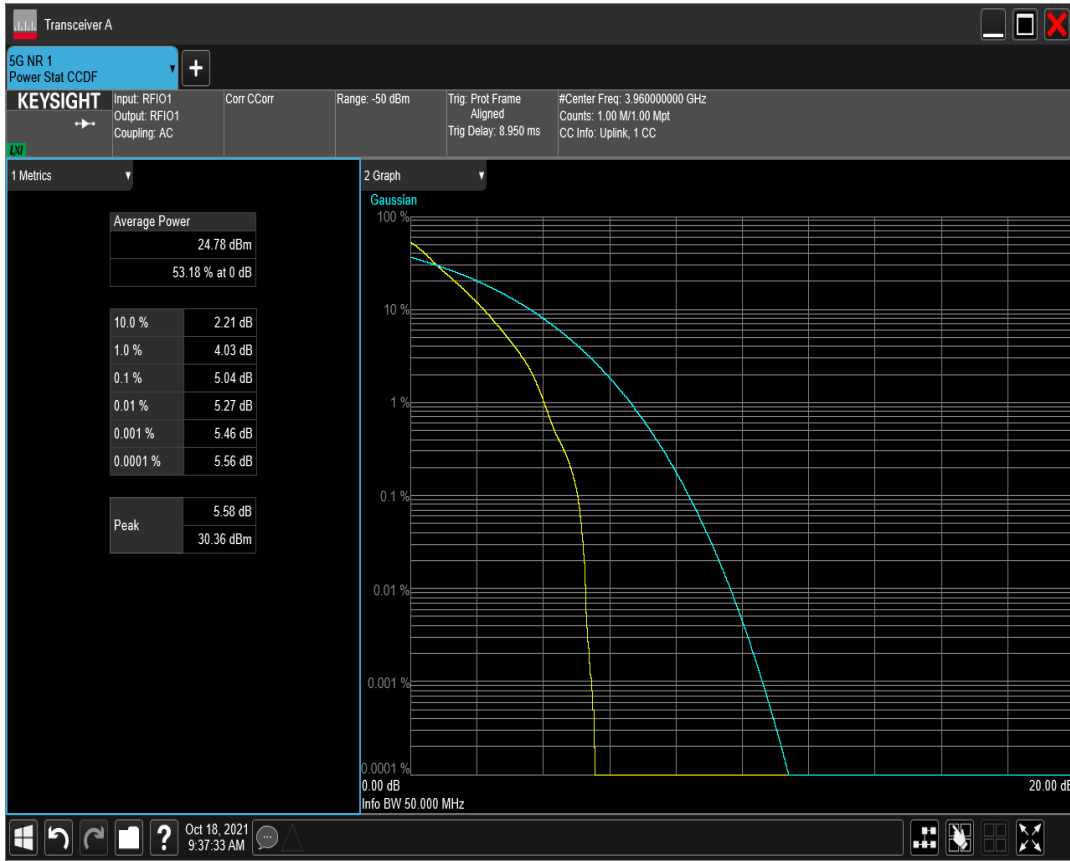 Transceiver A
5G NR 1
Power Stat CCDF
KEYSIGHT
LXI
Input: RFIO1
Output: RFIO1
Coupling: AC
Corr CCorr
Range: -50 dBm
Trig: Prot Frame
Aligned
Trig Delay: 8.950 ms
#Center Freq: 3.960000000 GHz
Counts: 1.00 M/1.00 Mpt
CC Info: Uplink, 1 CC
1 Metrics
Average Power
24.78 dBm
53.18 % at 0 dB
10.0 % 2.21 dB
1.0 % 4.03 dB
0.1 % 5.04 dB
0.01 % 5.27 dB
0.001 % 5.46 dB
0.0001 % 5.56 dB
Peak
5.58 dB
30.36 dBm
2 Graph
Gaussian
100 %
10 %
1 %
0.1 %
0.01 %
0.001 %
0.0001 %
0.00 dB 20.00 dB
Info BW 50.000 MHz
Oct 18, 2021
9:37:33 AM